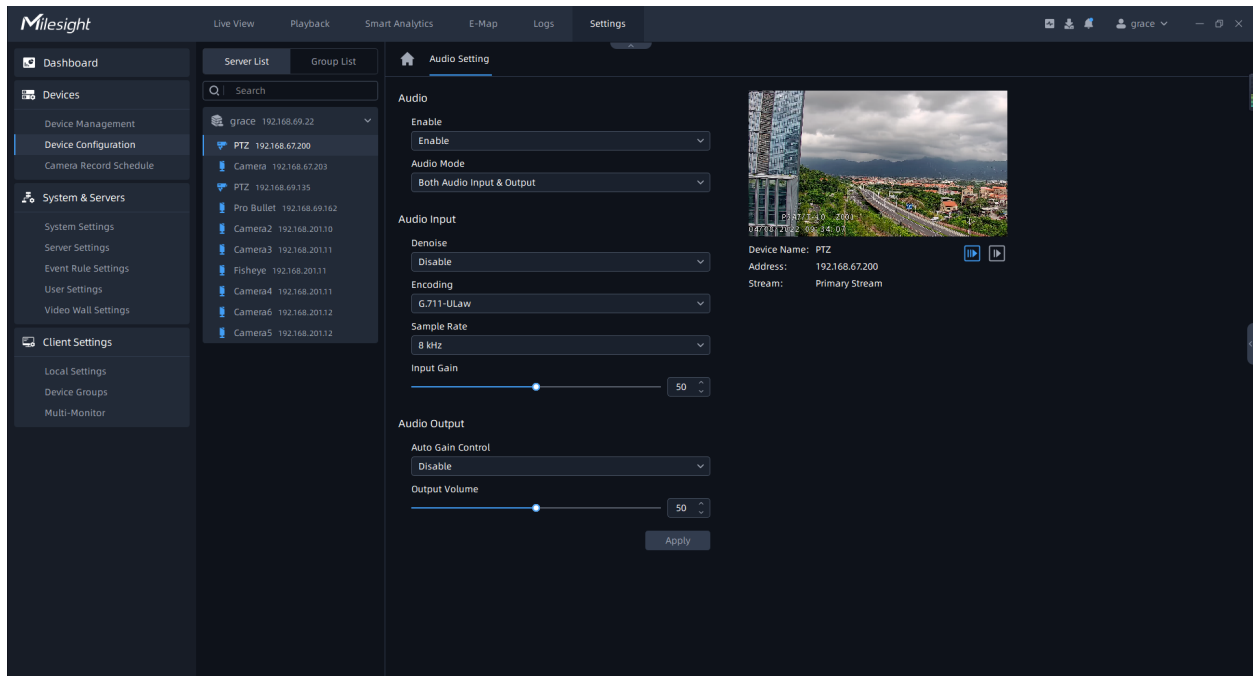 Milesight
Live View Playback Smart Analytics E-Map Logs Settings grace
Dashboard
Devices
Device Management
Device Configuration
Camera Record Schedule
System & Servers
System Settings
Server Settings
Event Rule Settings
User Settings
Video Wall Settings
Client Settings
Local Settings
Device Groups
Multi-Monitor
Server List Group List
Search
grace 192.168.69.22
PTZ 192.168.67.200
Camera 192.168.67.203
PTZ 192.168.69.135
Pro Bullet 192.168.69.162
Camera2 192.168.201.10
Camera3 192.168.201.11
Fisheye 192.168.201.11
Camera4 192.168.201.11
Camera6 192.168.201.12
Camera5 192.168.201.12
Audio Setting
Audio
Enable
Enable
Audio Mode
Both Audio Input & Output
Audio Input
Denoise
Disable
Encoding
G.711-ULaw
Sample Rate
8 kHz
Input Gain
50
Audio Output
Auto Gain Control
Disable
Output Volume
50
Apply
04/08/2022 09:34:07
Device Name: PTZ
Address: 192.168.67.200
Stream: Primary Stream